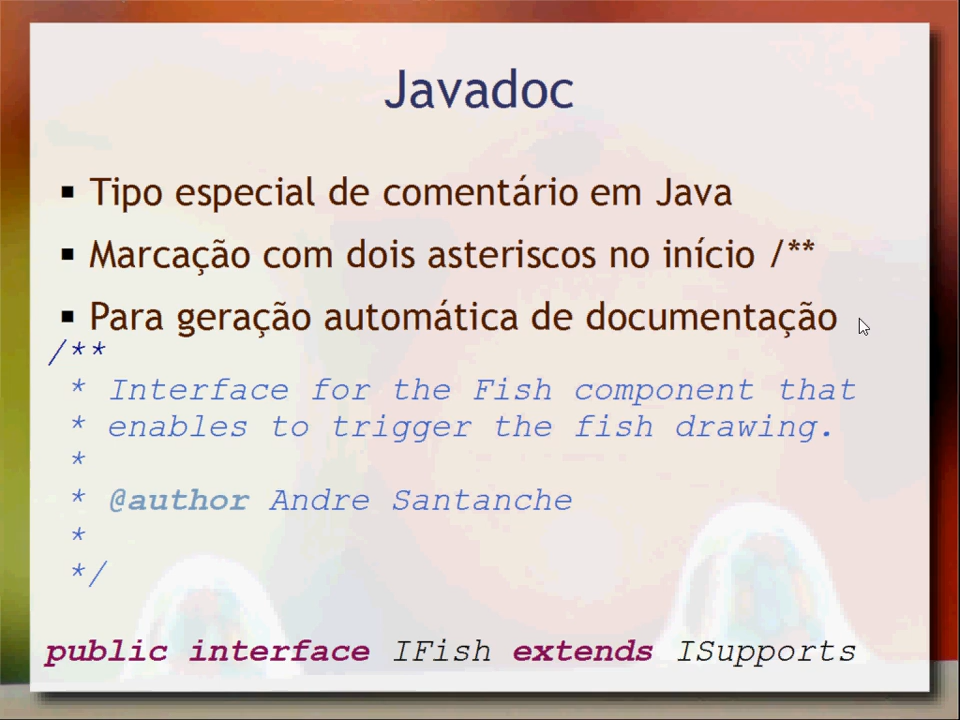 Javadoc
▪ Tipo especial de comentário em Java
▪ Marcação com dois asteriscos no início /**
▪ Para geração automática de documentação
/**
* Interface for the Fish component that
* enables to trigger the fish drawing.
*
* @author Andre Santanche
*
*/
public interface IFish extends ISupports